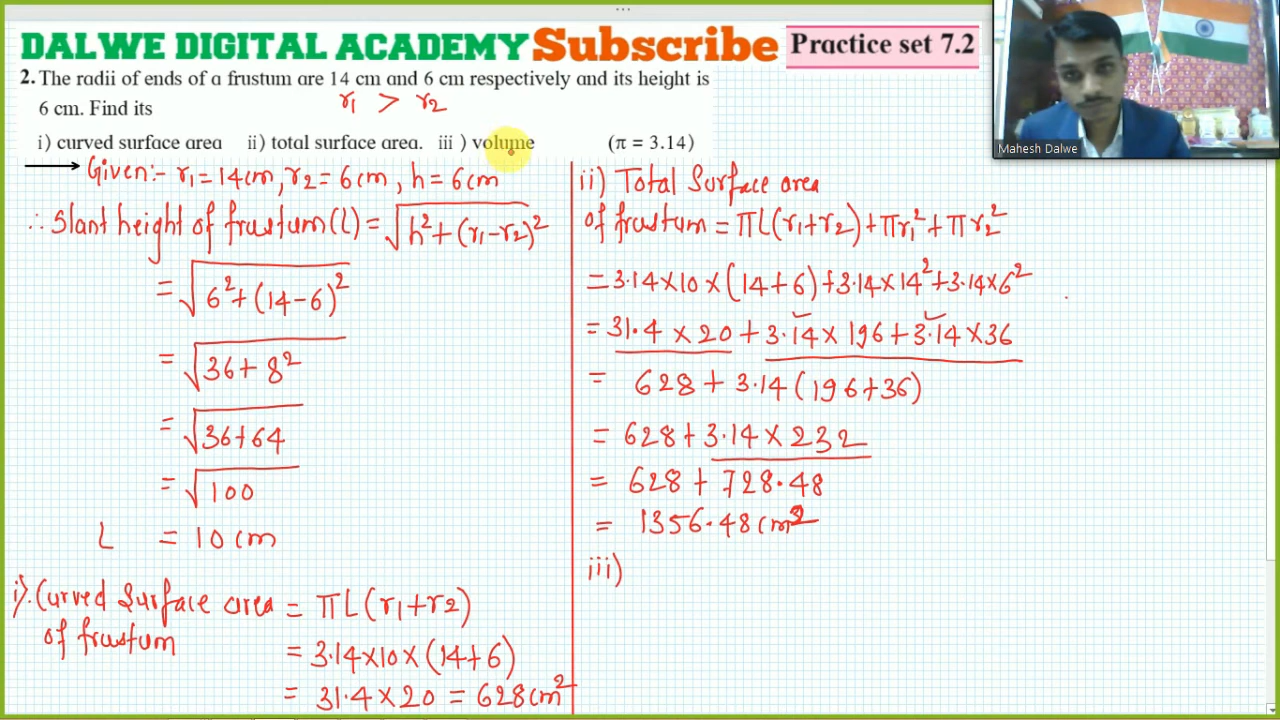 DALWE DIGITAL ACADEMY Subscribe Practice set 7.2
2. The radii of ends of a frustum are 14 cm and 6 cm respectively and its height is
6 cm. Find its r₁ > r₂
i) curved surface area ii) total surface area. iii ) volume (π = 3.14)
Mahesh Dalwe
Given:- r₁ = 14cm, r₂ = 6cm, h = 6cm
∴ Slant height of frustum (l) = √h² + (r₁ - r₂)²
= √6² + (14 - 6)²
= √36 + 8²
= √36+64
= √100
L = 10 cm
i) Curved Surface area = πL(r₁+r₂)
of frustum
= 3.14×10×(14+6)
= 31.4 × 20 = 628cm²
ii) Total Surface area
of frustum = πl(r₁+r₂) + πr₁² + πr₂²
= 3.14×10×(14+6) + 3.14×14² + 3.14×6²
= 31.4 × 20 + 3.14 × 196 + 3.14 × 36
= 628 + 3.14 (196+36)
= 628 + 3.14 × 232
= 628 + 728.48
= 1356.48 cm²
iii)